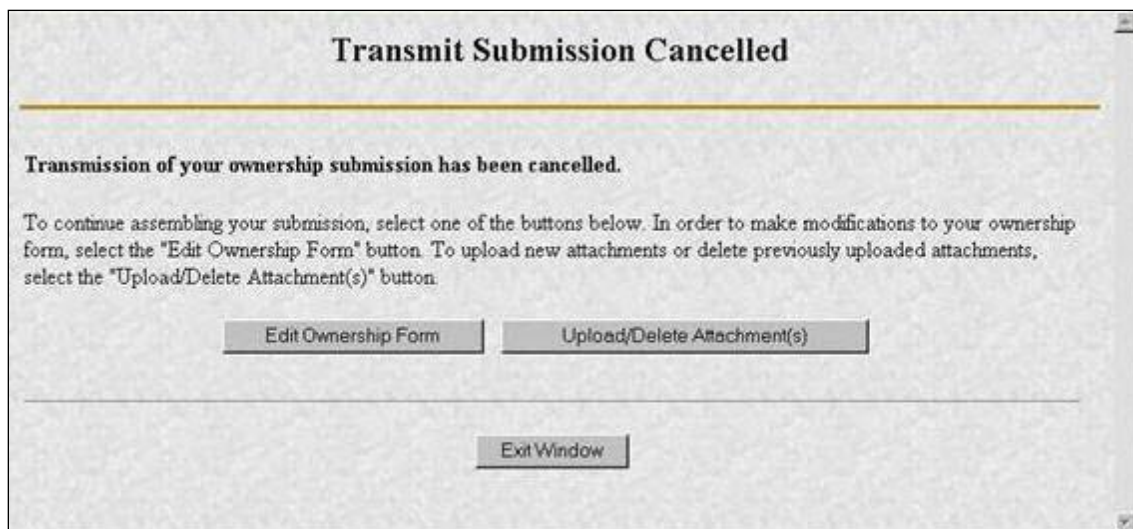 Transmit Submission Cancelled
Transmission of your ownership submission has been cancelled.
To continue assembling your submission, select one of the buttons below. In order to make modifications to your ownership
form, select the "Edit Ownership Form" button. To upload new attachments or delete previously uploaded attachments,
select the "Upload/Delete Attachment(s)" button
Edit Ownership Form Upload/Delete Attachment(s)
Exit Window